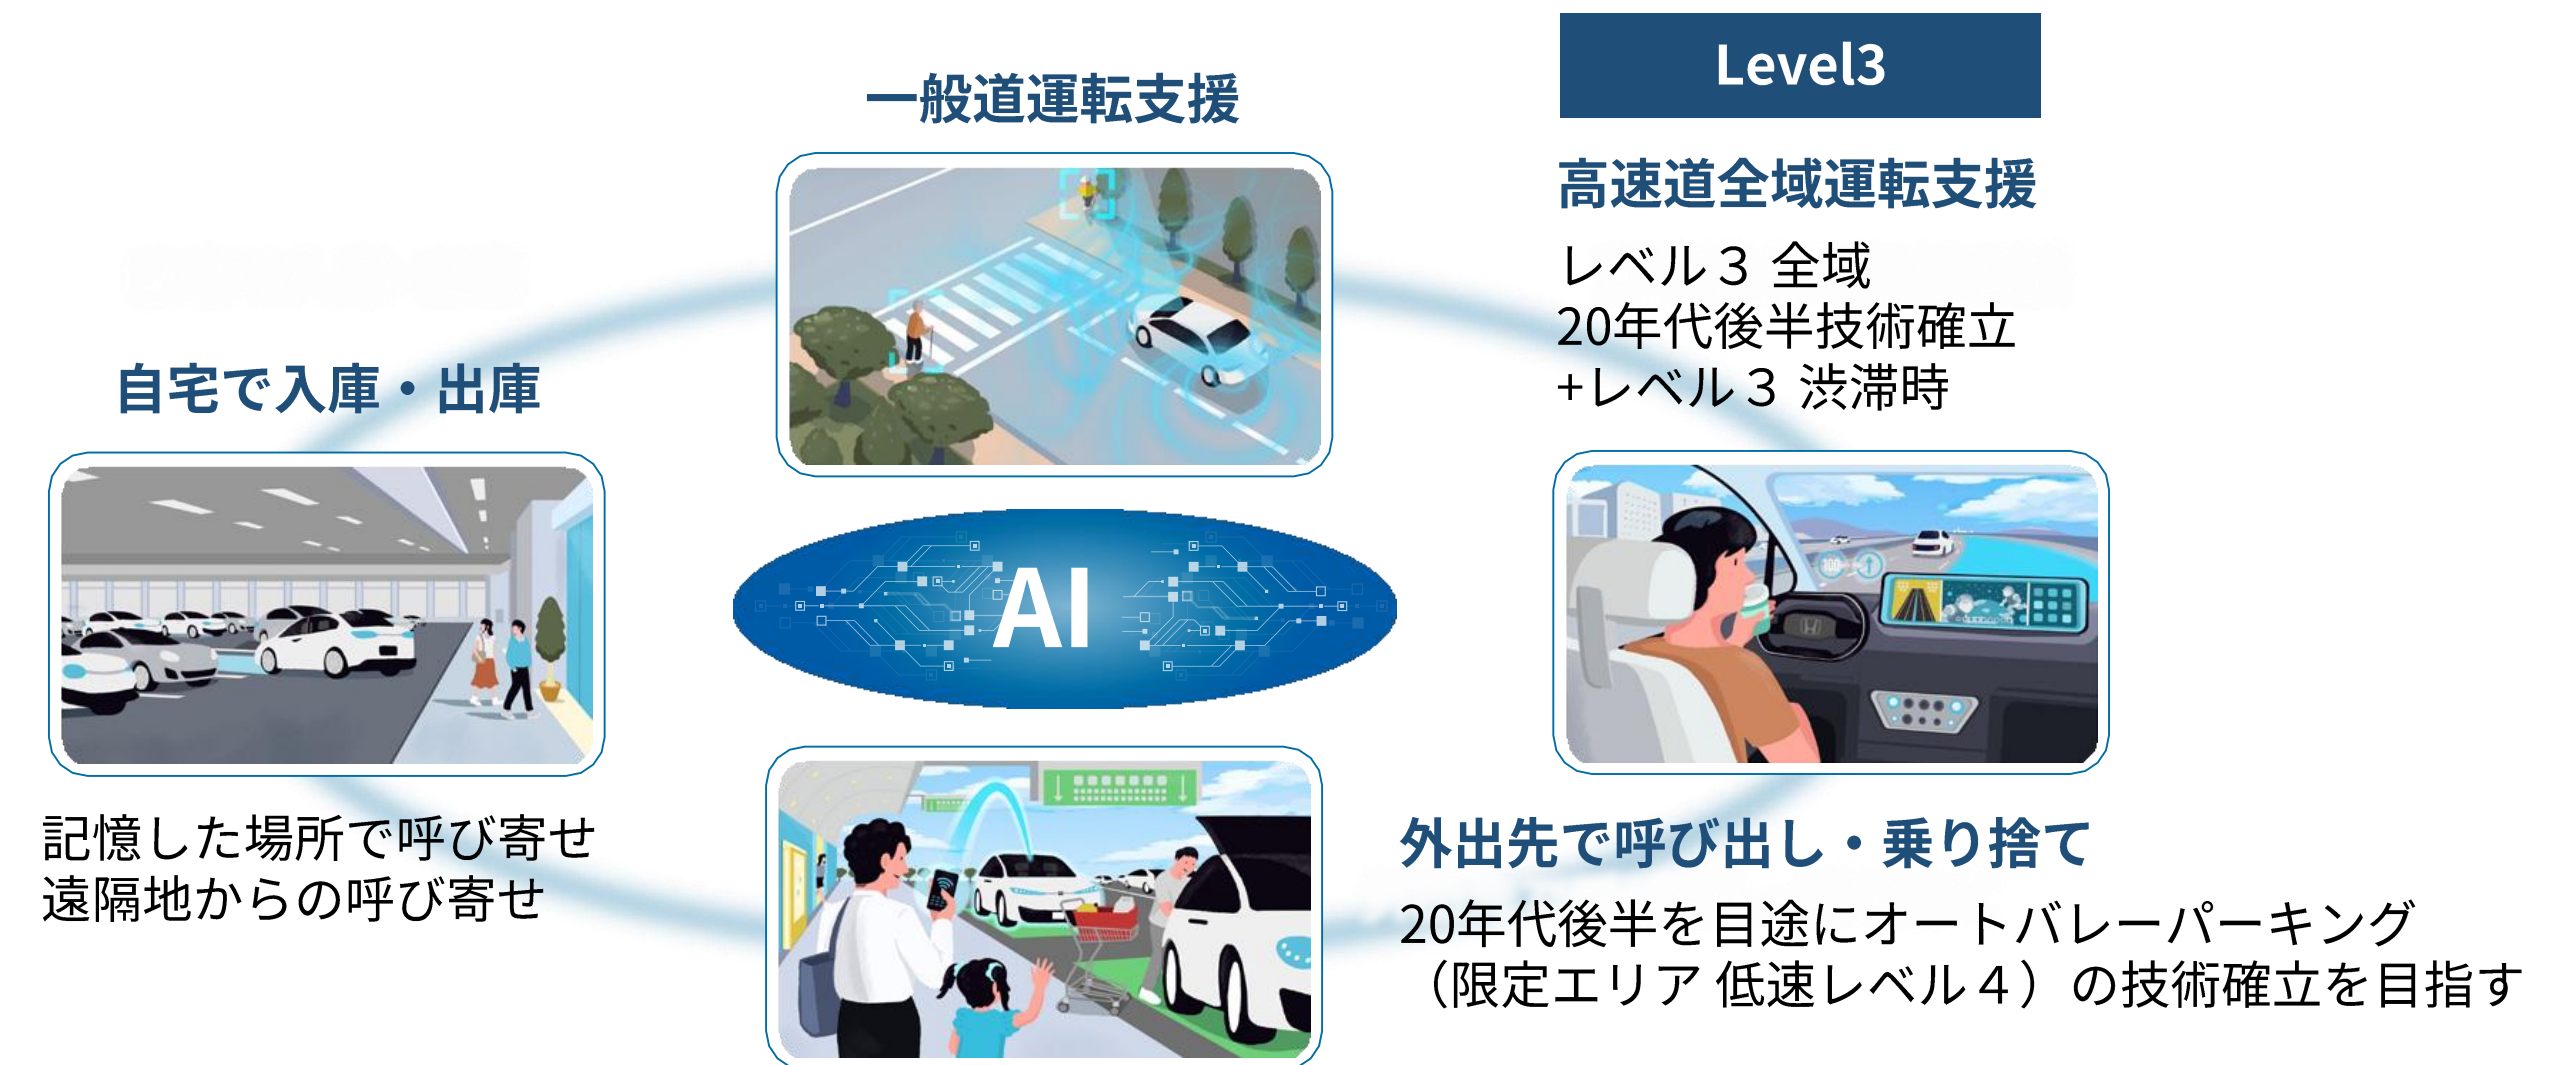 Level3
一般道運転支援
高速道全域運転支援
レベル３ 全域
20年代後半技術確立
+レベル３ 渋滞時
自宅で入庫・出庫
AI
100
記憶した場所で呼び寄せ
遠隔地からの呼び寄せ
外出先で呼び出し・乗り捨て
20年代後半を目途にオートバレーパーキング
（限定エリア 低速レベル４）の技術確立を目指す